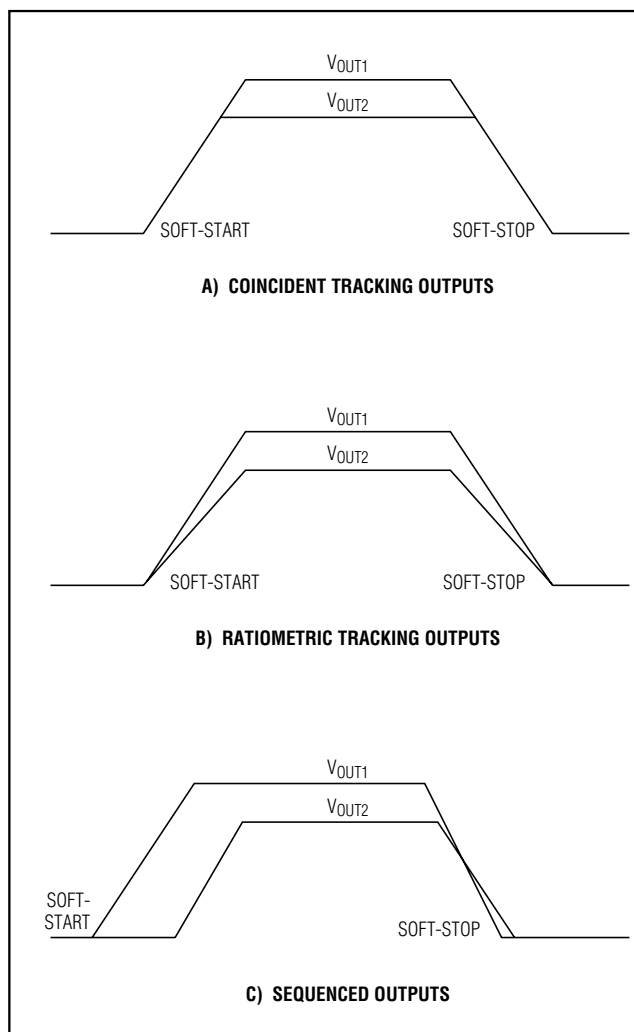 VOUT1
VOUT2
SOFT-START
SOFT-STOP
A) COINCIDENT TRACKING OUTPUTS
VOUT1
VOUT2
SOFT-START
SOFT-STOP
B) RATIOMETRIC TRACKING OUTPUTS
VOUT1
VOUT2
SOFT-
START
SOFT-STOP
C) SEQUENCED OUTPUTS